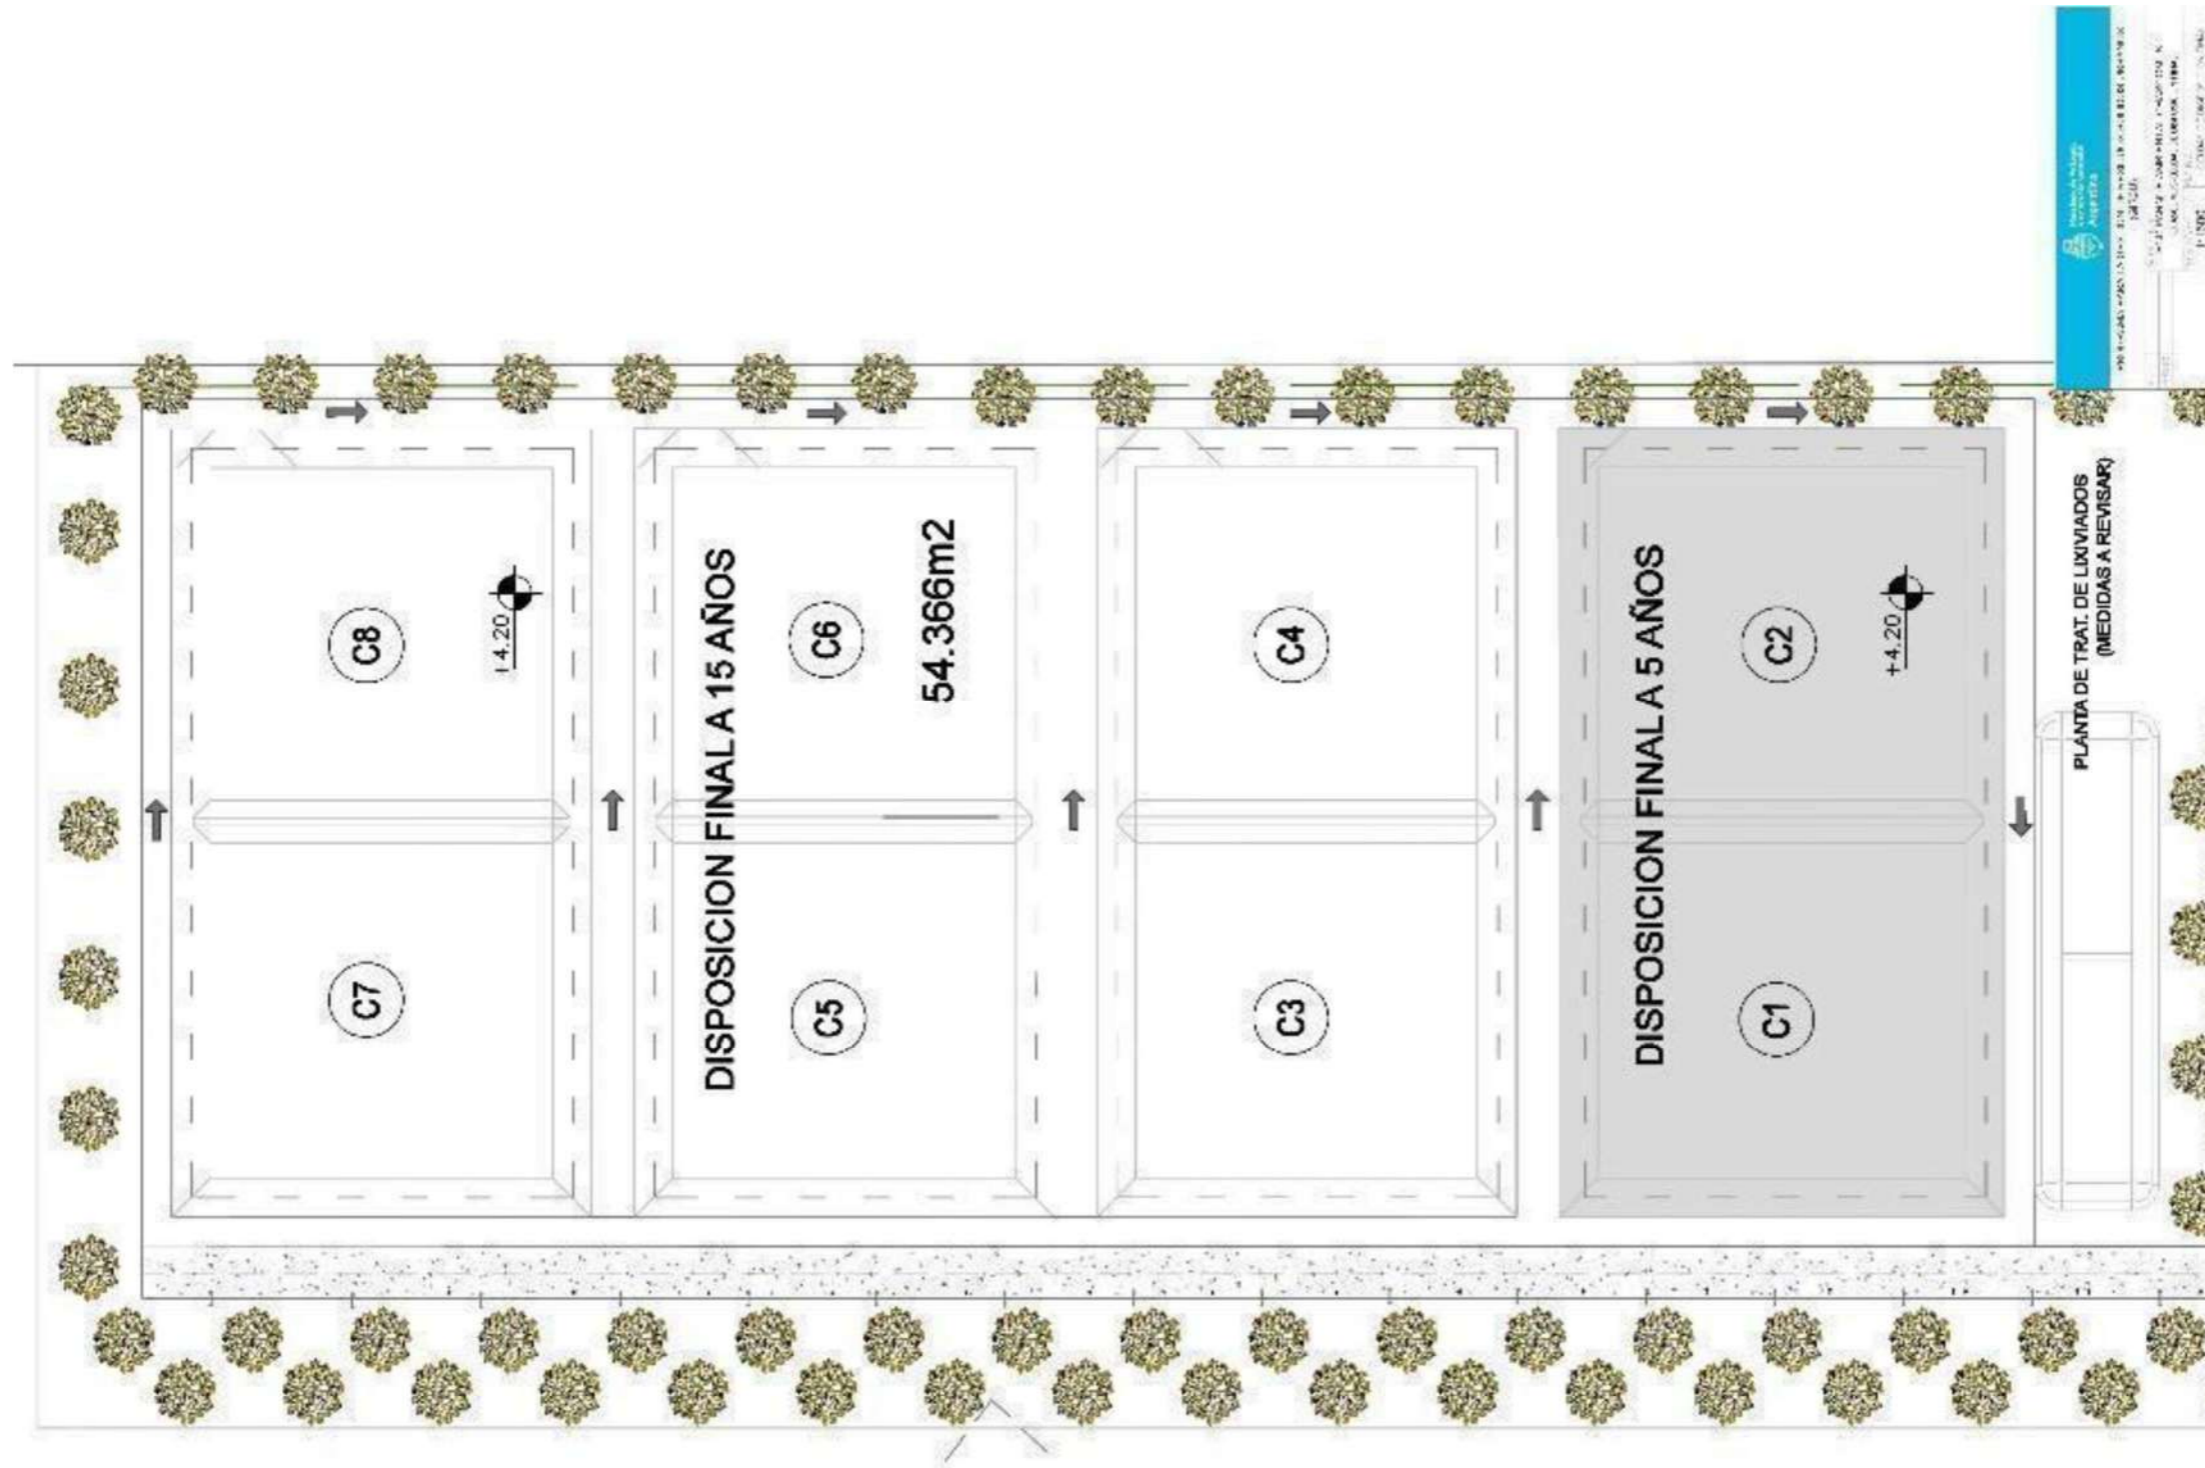 C8
+4.20
C7
DISPOSICION FINAL A 15 AÑOS
C6
54.366m2
C5
C4
C3
DISPOSICION FINAL A 5 AÑOS
C2
+4.20
C1
PLANTA DE TRAT. DE LIXIVIADOS
(MEDIDAS A REVISAR)
Argentina